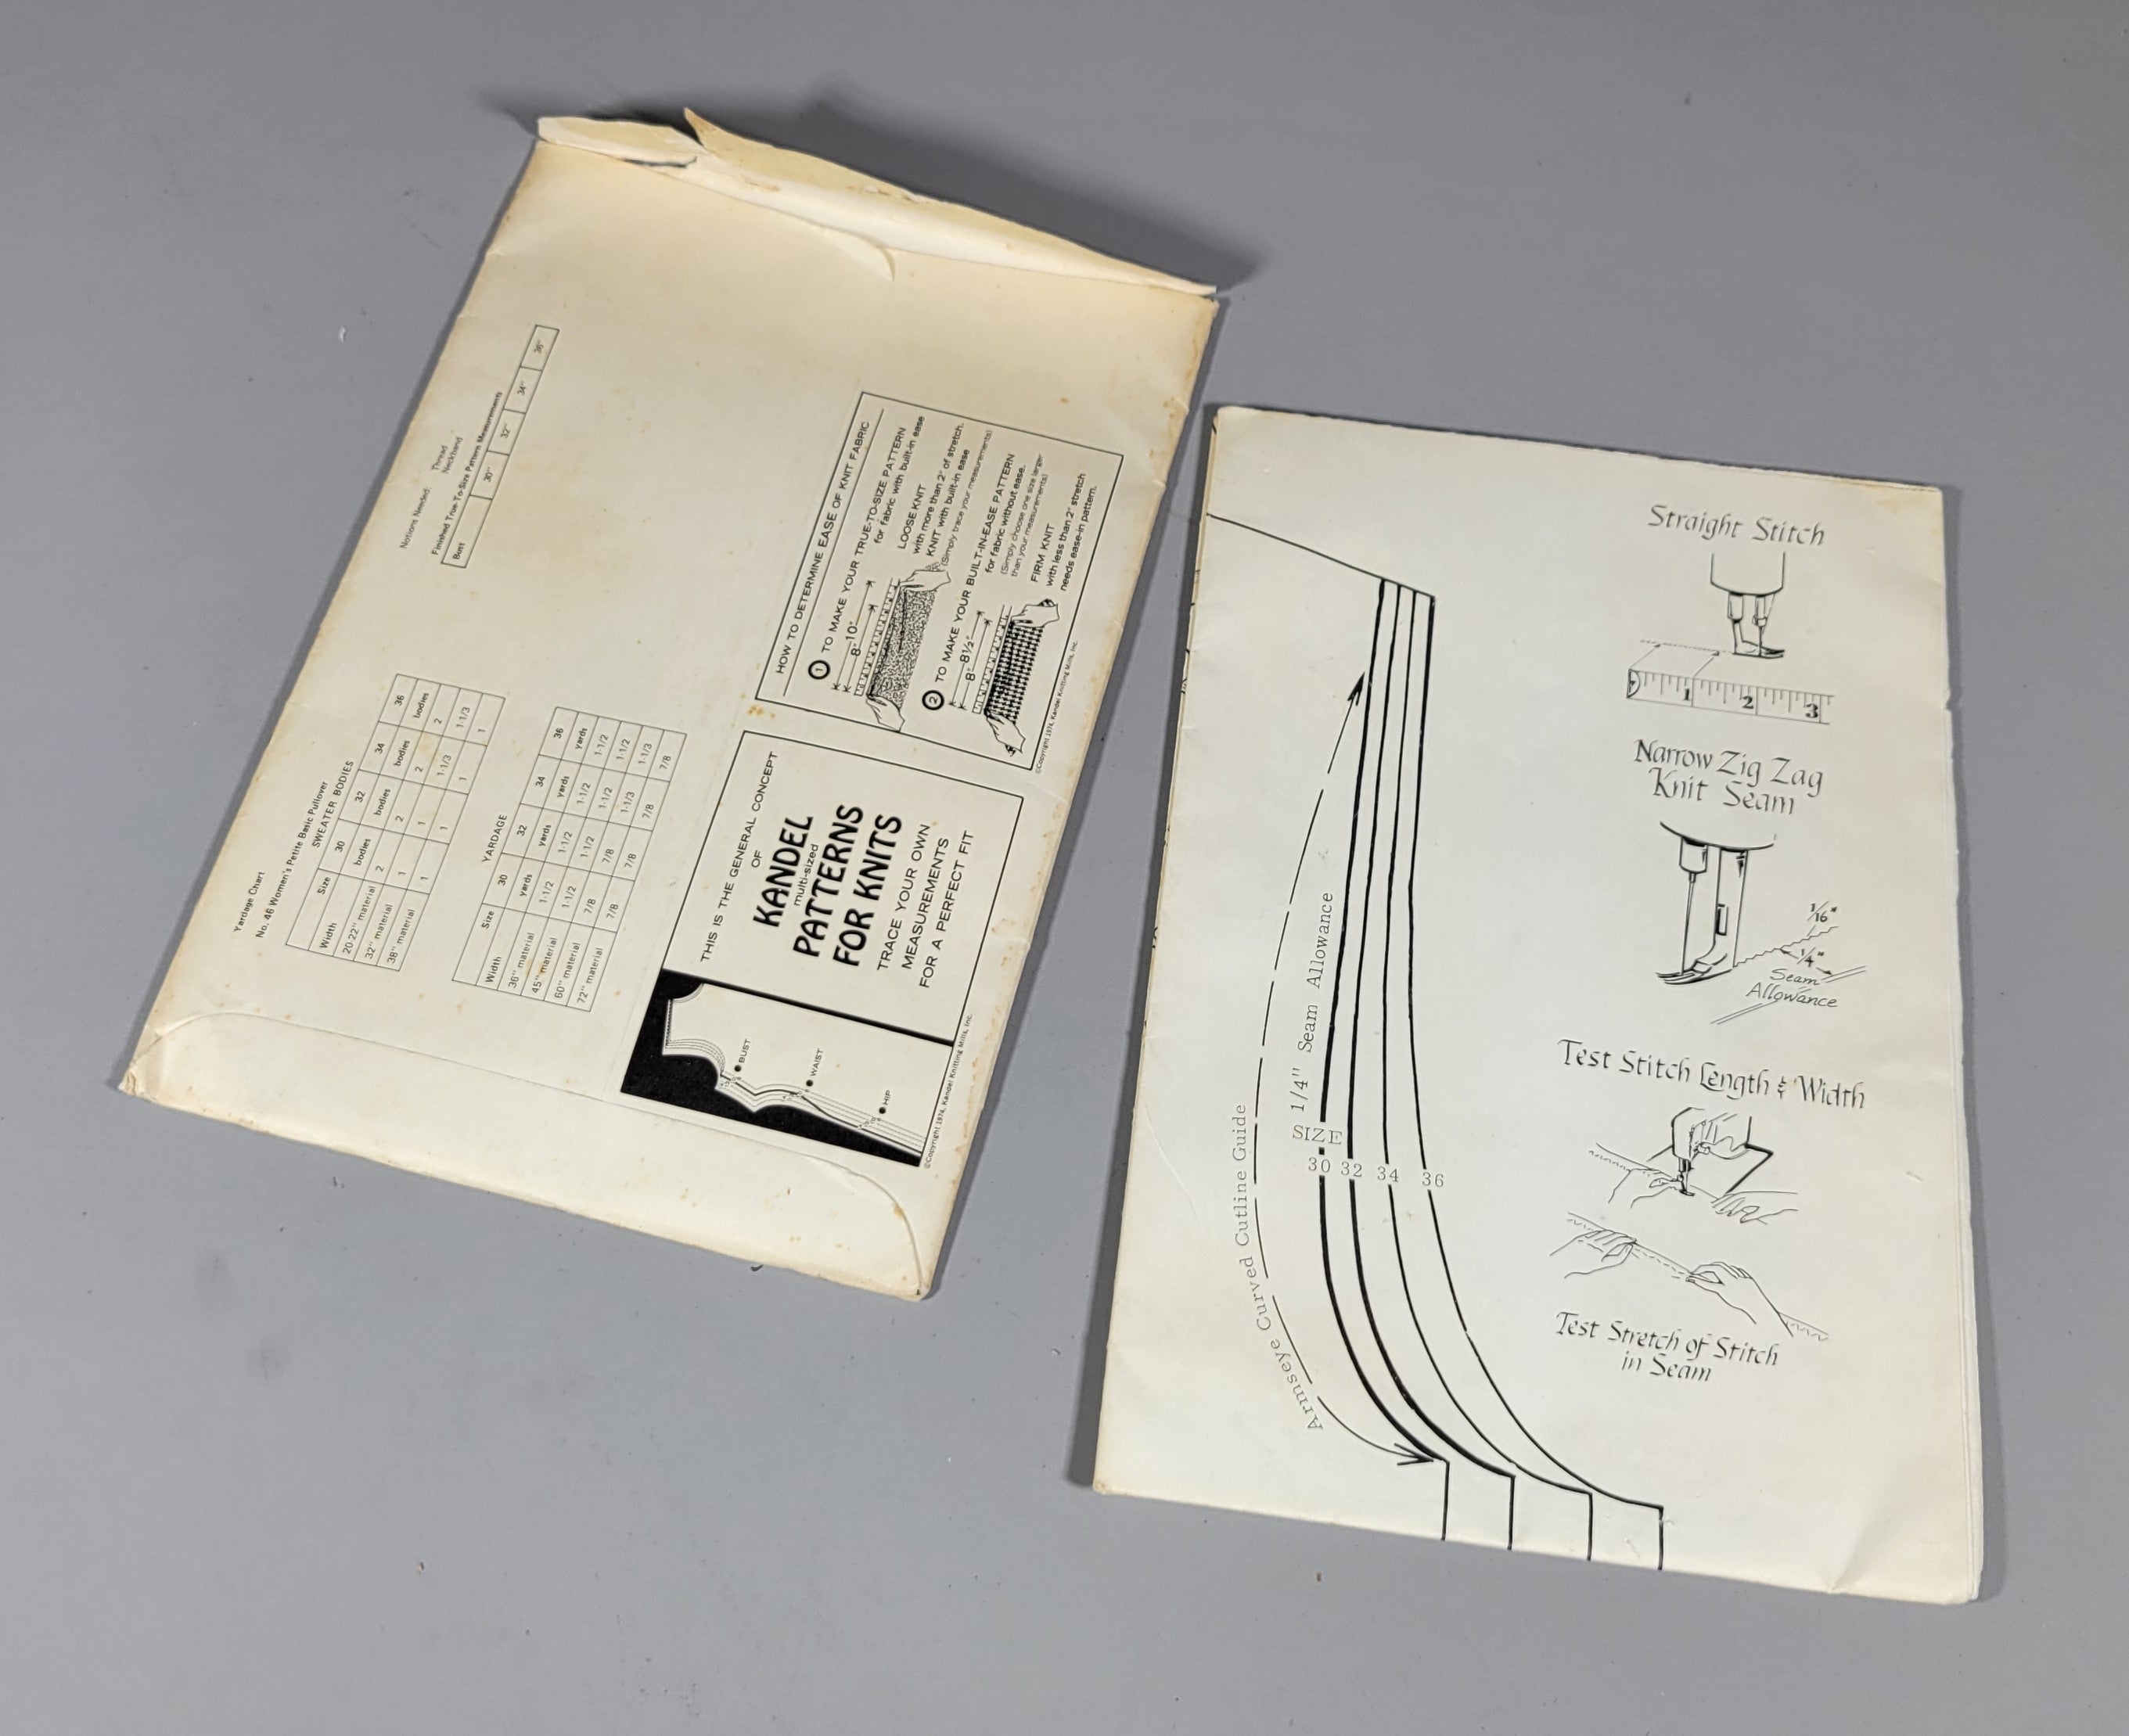 Yardage Chart
No. 46 Women's Petite Basic Pullover
SWEATER BODIES
Size 30 32 34 36
Width bodies bodies bodies bodies
20-22" material 2 2 2 2
32" material 1 1 1-1/3 1-1/3
38" material 1 1 1 1
YARDAGE
Size 30 32 34 36
Width yards yards yards yards
36" material 1-1/2 1-1/2 1-1/2 1-1/2
45" material 1-1/2 1-1/2 1-1/2 1-1/2
60" material 7/8 7/8 1-1/3 1-1/3
72" material 7/8 7/8 7/8 7/8
Notions Needed: Thread
Neckband
Finished True-To-Size Pattern Measurements
Bust 30" 32" 34" 36"
THIS IS THE GENERAL CONCEPT
OF
KANDEL
multi-sized
PATTERNS
FOR KNITS
TRACE YOUR OWN
MEASUREMENTS
FOR A PERFECT FIT
BUST
WAIST
HIP
©Copyright 1974, Kandel Knitting Mills, Inc.
HOW TO DETERMINE EASE OF KNIT FABRIC
1 TO MAKE YOUR TRUE-TO-SIZE PATTERN
for fabric with built-in ease
8" 10"
LOOSE KNIT
with more than 2" of stretch.
KNIT with built-in ease
(Simply trace your measurements)
2 TO MAKE YOUR BUILT-IN-EASE PATTERN
for fabric without ease.
(Simply choose one size larger
than your measurements)
8" 8½"
FIRM KNIT
with less than 2" stretch
needs ease-in pattern.
©Copyright 1974, Kandel Knitting Mills, Inc.
Armseye Curved Cutline Guide
1/4" Seam Allowance
SIZE
30 32 34 36
Straight Stitch
1 2 3
Narrow Zig Zag
Knit Seam
1/16"
1/4"
Seam
Allowance
Test Stitch Length & Width
Test Stretch of Stitch
in Seam